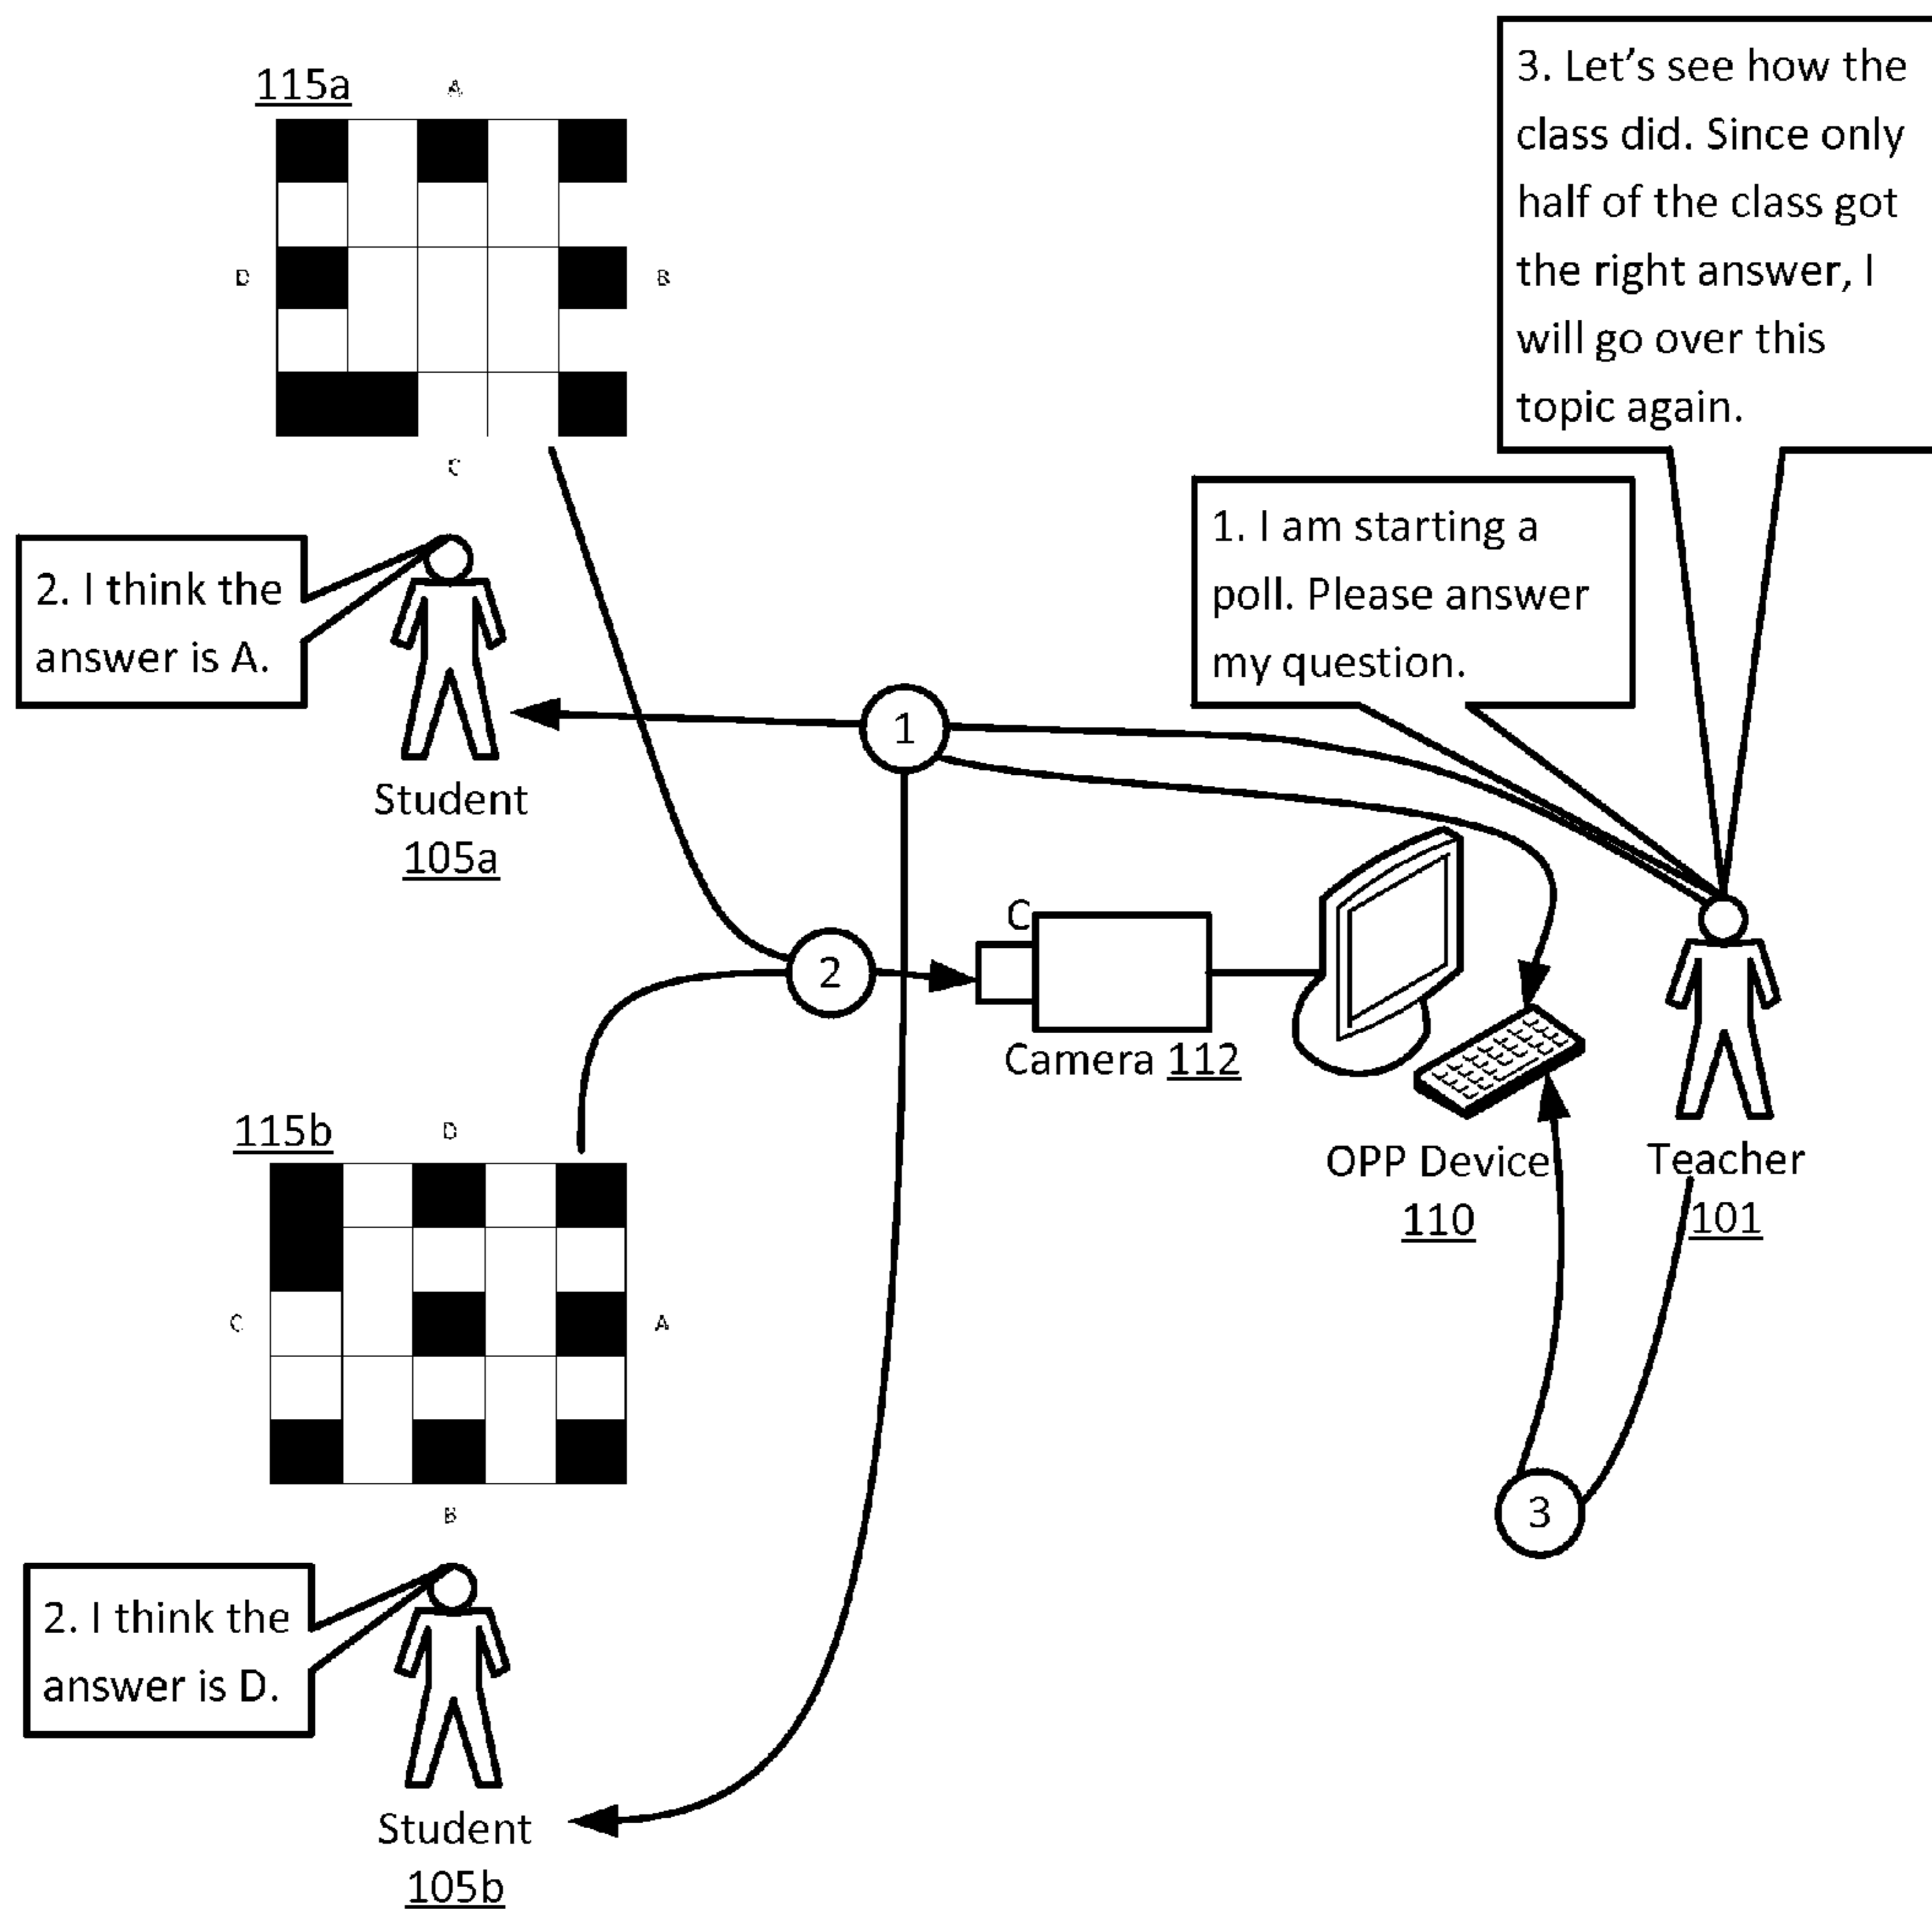 115a
A
D
B
C
3. Let's see how the
class did. Since only
half of the class got
the right answer, I
will go over this
topic again.
1. I am starting a
poll. Please answer
my question.
2. I think the
answer is A.
Student
105a
1
2
C
Camera 112
OPP Device
110
Teacher
101
115b
D
C
A
B
3
2. I think the
answer is D.
Student
105b